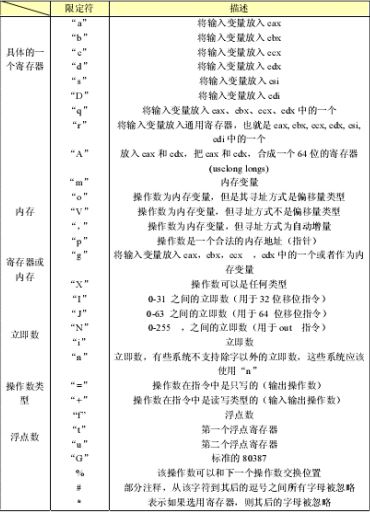 限定符 描述
具体的一个寄存器
“a” 将输入变量放入 eax
“b” 将输入变量放入 ebx
“c” 将输入变量放入 ecx
“d” 将输入变量放入 edx
“s” 将输入变量放入 esi
“D” 将输入变量放入 edi
“q” 将输入变量放入 eax、ebx、ecx、edx 中的一个
“r” 将输入变量放入通用寄存器，也就是 eax, ebx, ecx, edx, esi,
edi 中的一个
“A” 放入 eax 和 edx，把 eax 和 edx，合成一个 64 位的寄存器
(uselong longs)
内存
“m” 内存变量
“o” 操作数为内存变量，但是其寻址方式是偏移量类型
“V” 操作数为内存变量，但寻址方式不是偏移量类型
“,” 操作数为内存变量，但寻址方式为自动增量
“p” 操作数是一个合法的内存地址（指针）
寄存器或内存
“g” 将输入变量放入 eax，ebx，ecx ，edx 中的一个或者作为内
存变量
“X” 操作数可以是任何类型
立即数
“I” 0-31 之间的立即数（用于 32 位移位指令）
“J” 0-63 之间的立即数（用于 64 位移位指令）
“N” 0-255 ，之间的立即数（用于 out 指令）
“i” 立即数
“n” 立即数，有些系统不支持除字以外的立即数，这些系统应该
使用“n”
操作数类型
“=” 操作数在指令中是只写的（输出操作数）
“+” 操作数在指令中是读写类型的（输入输出操作数）
浮点数
“f” 浮点数
“t” 第一个浮点寄存器
“u” 第二个浮点寄存器
“G” 标准的 80387
% 该操作数可以和下一个操作数交换位置
# 部分注释，从该字符到其后的逗号之间所有字母被忽略
* 表示如果选用寄存器，则其后的字母被忽略